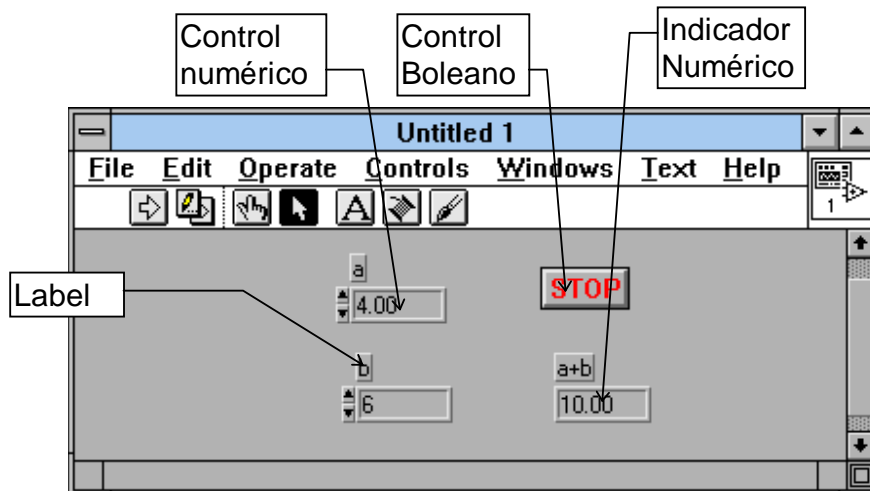 Control
numérico
Control
Boleano
Indicador
Numérico
Untitled 1
File Edit Operate Controls Windows Text Help
1
A
Label
a
4.00
STOP
b
6
a+b
10.00